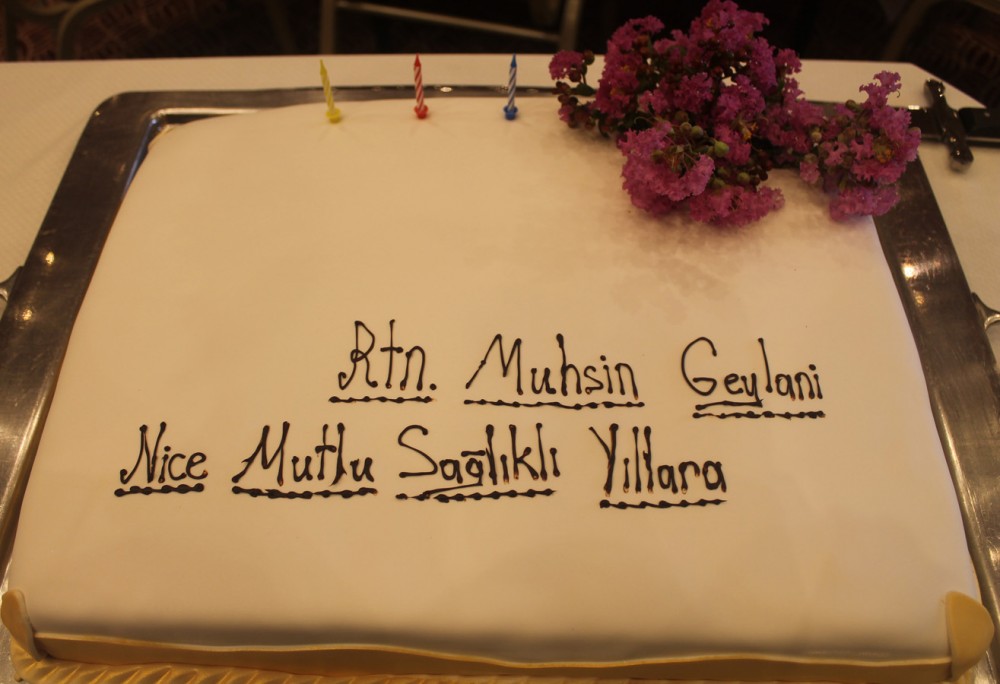 Rtn. Muhsin Geylani
Nice Mutlu Sağlıklı Yıllara